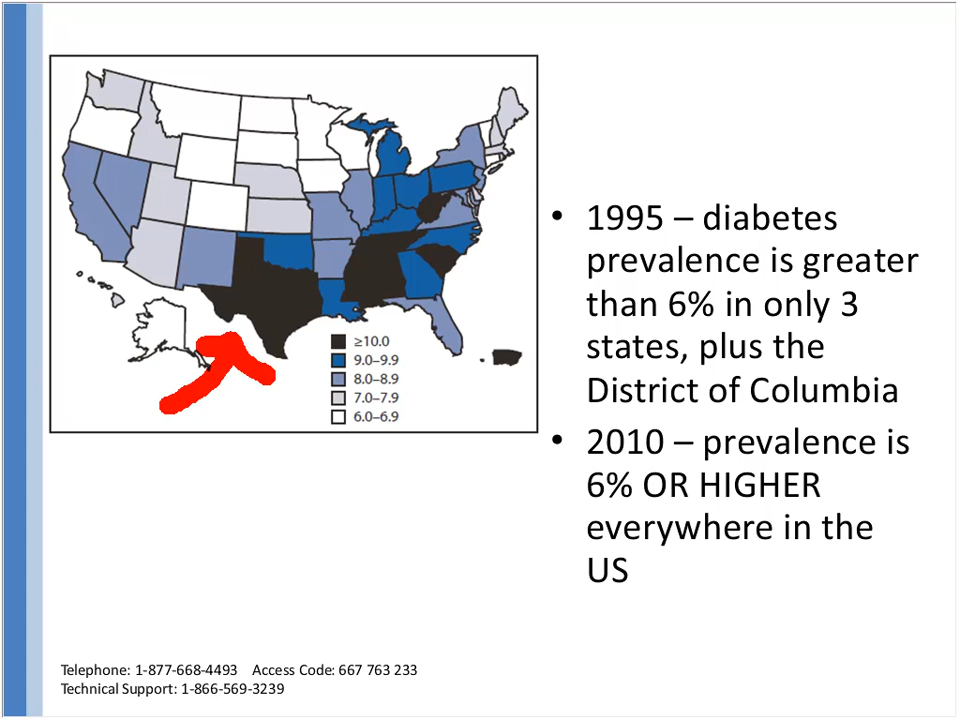 ≥10.0
9.0–9.9
8.0–8.9
7.0–7.9
6.0–6.9
• 1995 – diabetes
prevalence is greater
than 6% in only 3
states, plus the
District of Columbia
• 2010 – prevalence is
6% OR HIGHER
everywhere in the
US
Telephone: 1-877-668-4493 Access Code: 667 763 233
Technical Support: 1-866-569-3239